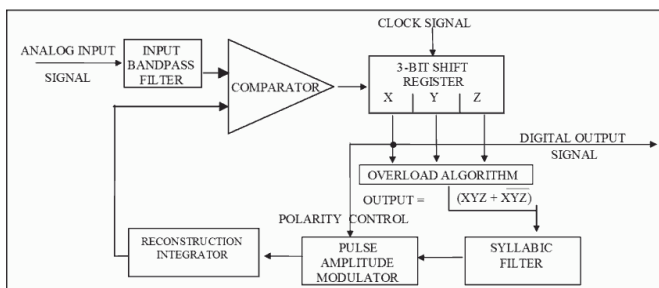 CLOCK SIGNAL
ANALOG INPUT
SIGNAL
INPUT
BANDPASS
FILTER
COMPARATOR
3-BIT SHIFT
REGISTER
X Y Z
DIGITAL OUTPUT
SIGNAL
OVERLOAD ALGORITHM
OUTPUT = (XYZ + X̅Y̅Z̅)
POLARITY CONTROL
RECONSTRUCTION
INTEGRATOR
PULSE
AMPLITUDE
MODULATOR
SYLLABIC
FILTER